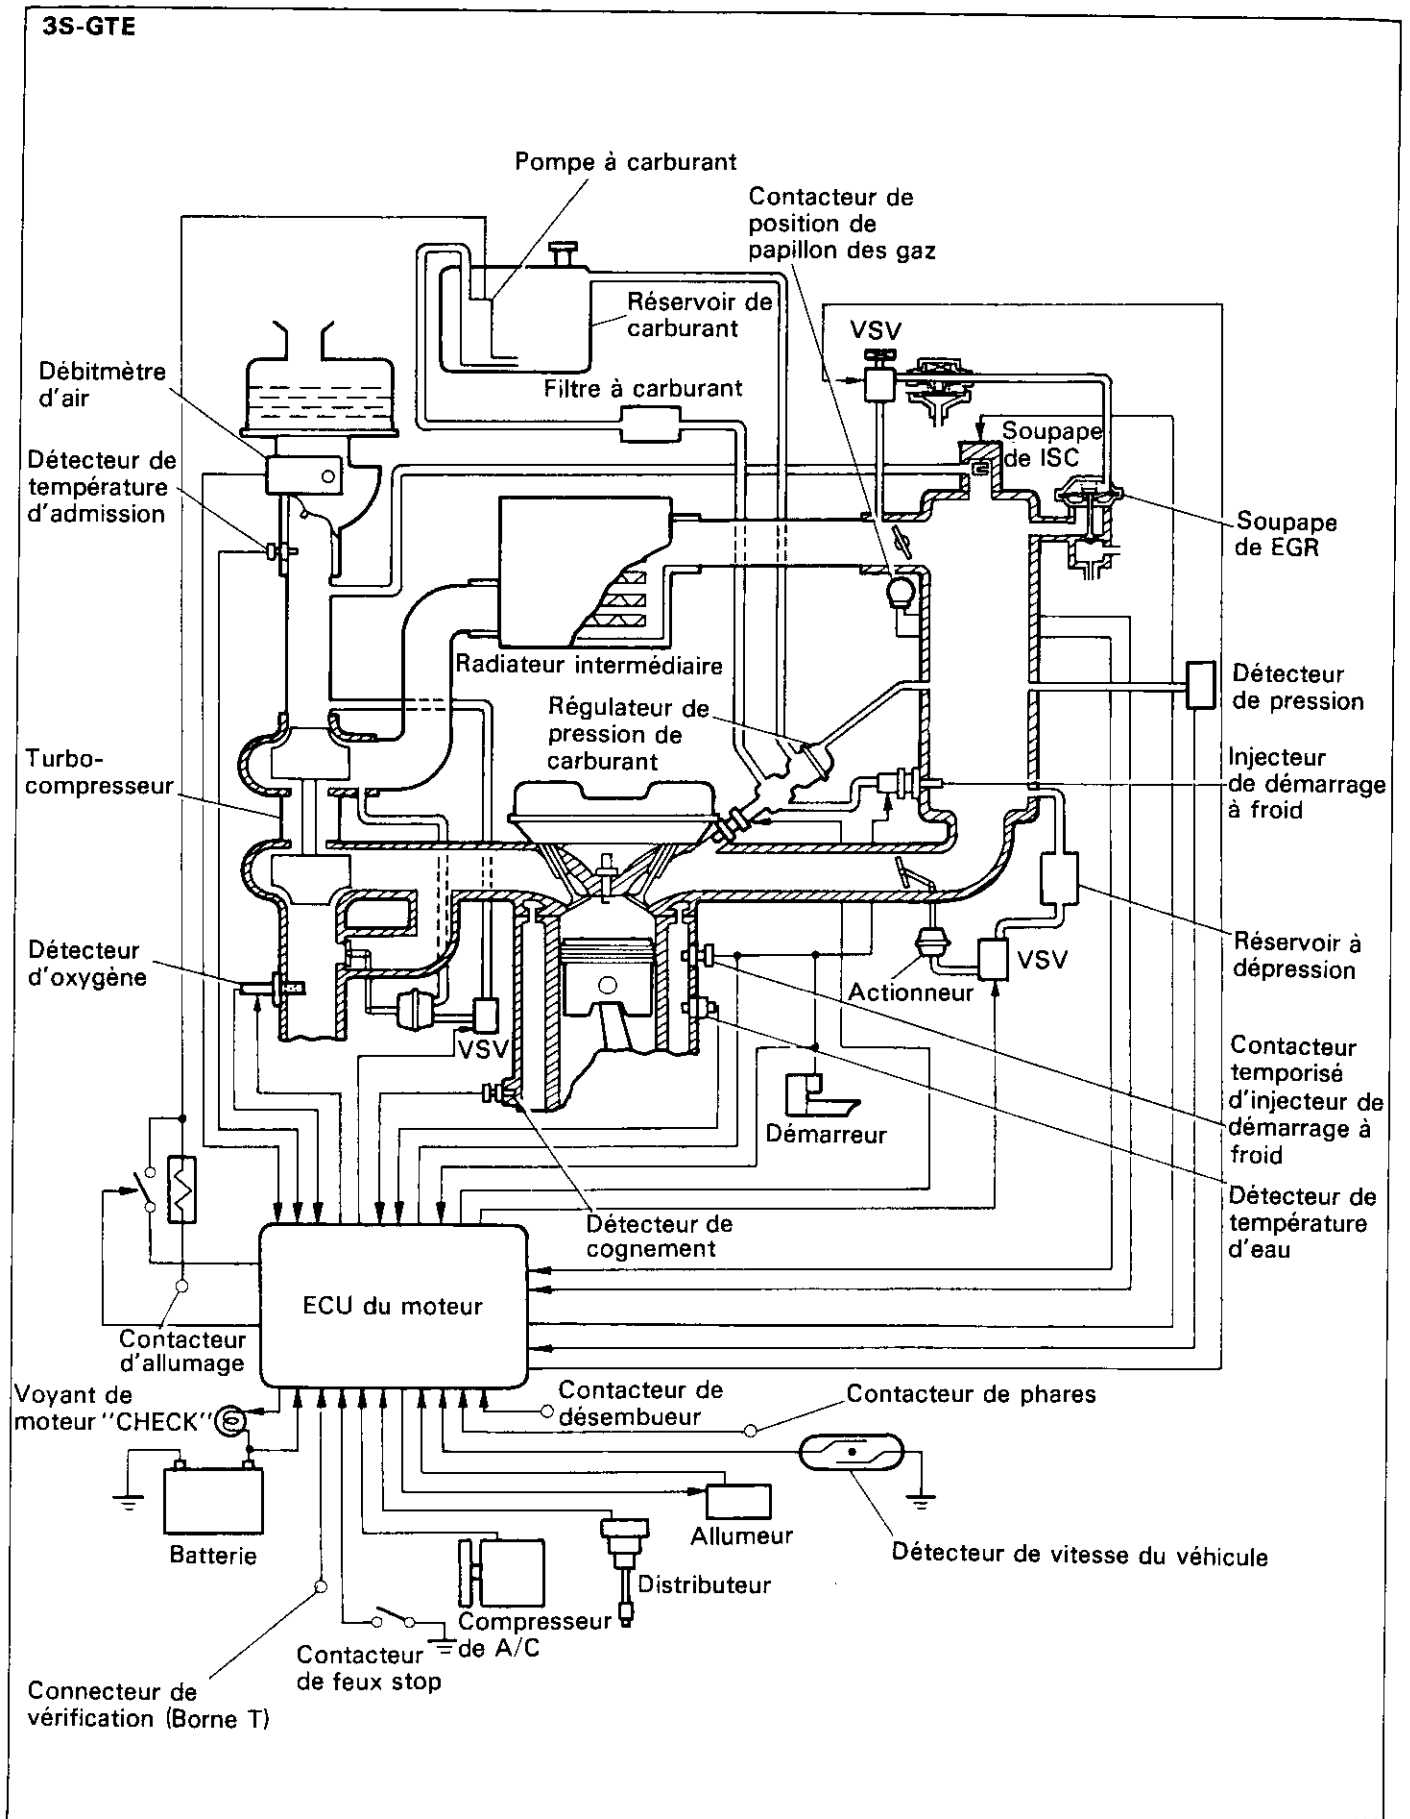 3S-GTE
Pompe à carburant
Contacteur de
position de
papillon des gaz
Réservoir de
carburant
VSV
Débitmètre
d'air
Filtre à carburant
Soupape
de ISC
Détecteur de
température
d'admission
Soupape
de EGR
Radiateur intermédiaire
Détecteur
de pression
Régulateur de
pression de
carburant
Turbo-
compresseur
Injecteur
de démarrage
à froid
Détecteur
d'oxygène
Réservoir à
dépression
VSV
Actionneur
VSV
Contacteur
temporisé
d'injecteur de
démarrage à
froid
Démarreur
Détecteur de
température
d'eau
Détecteur de
cognement
ECU du moteur
Contacteur
d'allumage
Voyant de
moteur "CHECK"
Contacteur de
désembueur
Contacteur de phares
Batterie
Allumeur
Détecteur de vitesse du véhicule
Distributeur
Compresseur
de A/C
Contacteur
de feux stop
Connecteur de
vérification (Borne T)